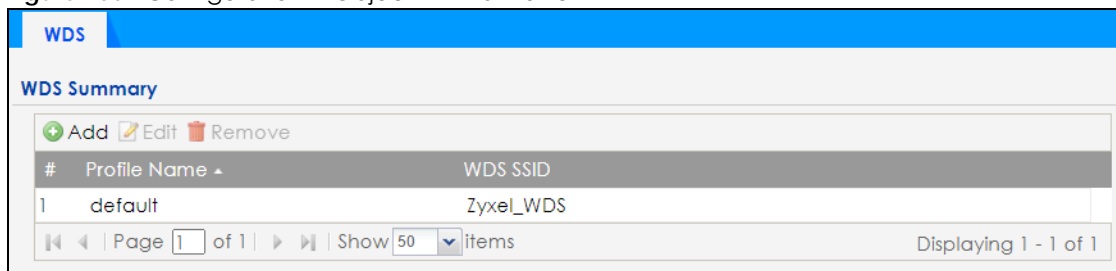 WDS
WDS Summary
Add Edit Remove
# Profile Name WDS SSID
1 default Zyxel_WDS
Page 1 of 1 Show 50 items Displaying 1 - 1 of 1